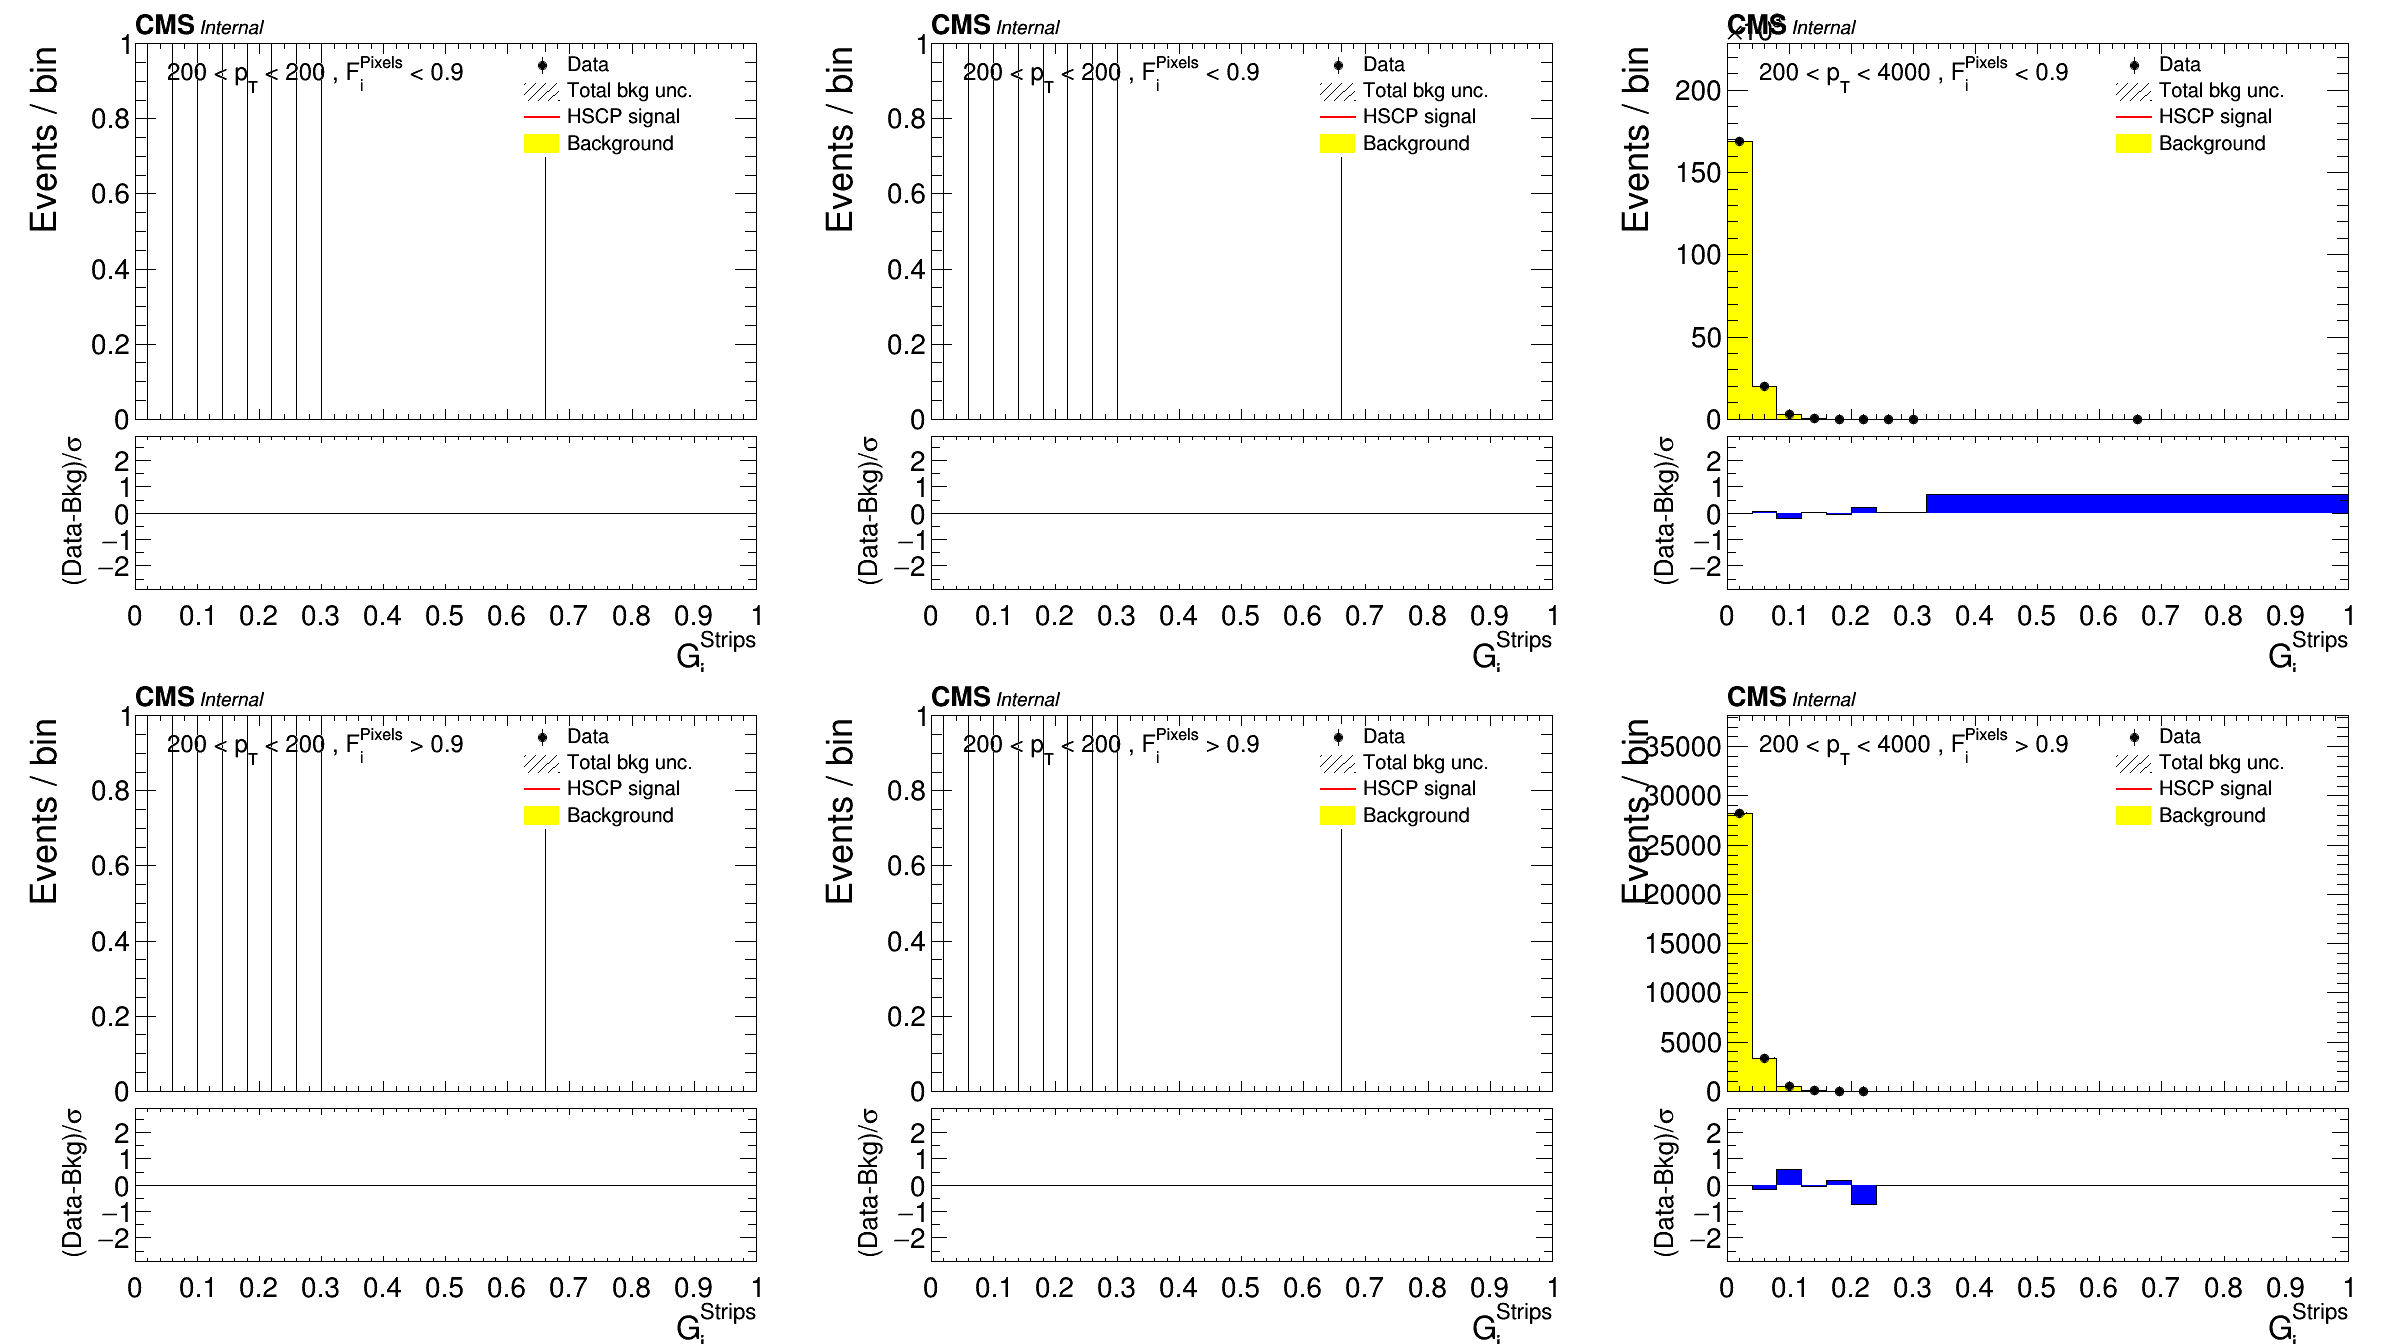 CMS Internal
200 < pT < 200 , FiPixels < 0.9
Data
Total bkg unc.
HSCP signal
Background
Events / bin
1
0.8
0.6
0.4
0.2
0
(Data-Bkg)/σ
2
1
0
−1
−2
0 0.1 0.2 0.3 0.4 0.5 0.6 0.7 0.8 0.9 1
GiStrips
CMS Internal
200 < pT < 200 , FiPixels < 0.9
Data
Total bkg unc.
HSCP signal
Background
Events / bin
1
0.8
0.6
0.4
0.2
0
(Data-Bkg)/σ
2
1
0
−1
−2
0 0.1 0.2 0.3 0.4 0.5 0.6 0.7 0.8 0.9 1
GiStrips
CMS Internal
200 < pT < 4000 , FiPixels < 0.9
Data
Total bkg unc.
HSCP signal
Background
Events / bin
200
150
100
50
0
(Data-Bkg)/σ
2
1
0
−1
−2
0 0.1 0.2 0.3 0.4 0.5 0.6 0.7 0.8 0.9 1
GiStrips
CMS Internal
200 < pT < 200 , FiPixels > 0.9
Data
Total bkg unc.
HSCP signal
Background
Events / bin
1
0.8
0.6
0.4
0.2
0
(Data-Bkg)/σ
2
1
0
−1
−2
0 0.1 0.2 0.3 0.4 0.5 0.6 0.7 0.8 0.9 1
GiStrips
CMS Internal
200 < pT < 200 , FiPixels > 0.9
Data
Total bkg unc.
HSCP signal
Background
Events / bin
1
0.8
0.6
0.4
0.2
0
(Data-Bkg)/σ
2
1
0
−1
−2
0 0.1 0.2 0.3 0.4 0.5 0.6 0.7 0.8 0.9 1
GiStrips
CMS Internal
200 < pT < 4000 , FiPixels > 0.9
Data
Total bkg unc.
HSCP signal
Background
Events / bin
35000
30000
25000
20000
15000
10000
5000
0
(Data-Bkg)/σ
2
1
0
−1
−2
0 0.1 0.2 0.3 0.4 0.5 0.6 0.7 0.8 0.9 1
GiStrips